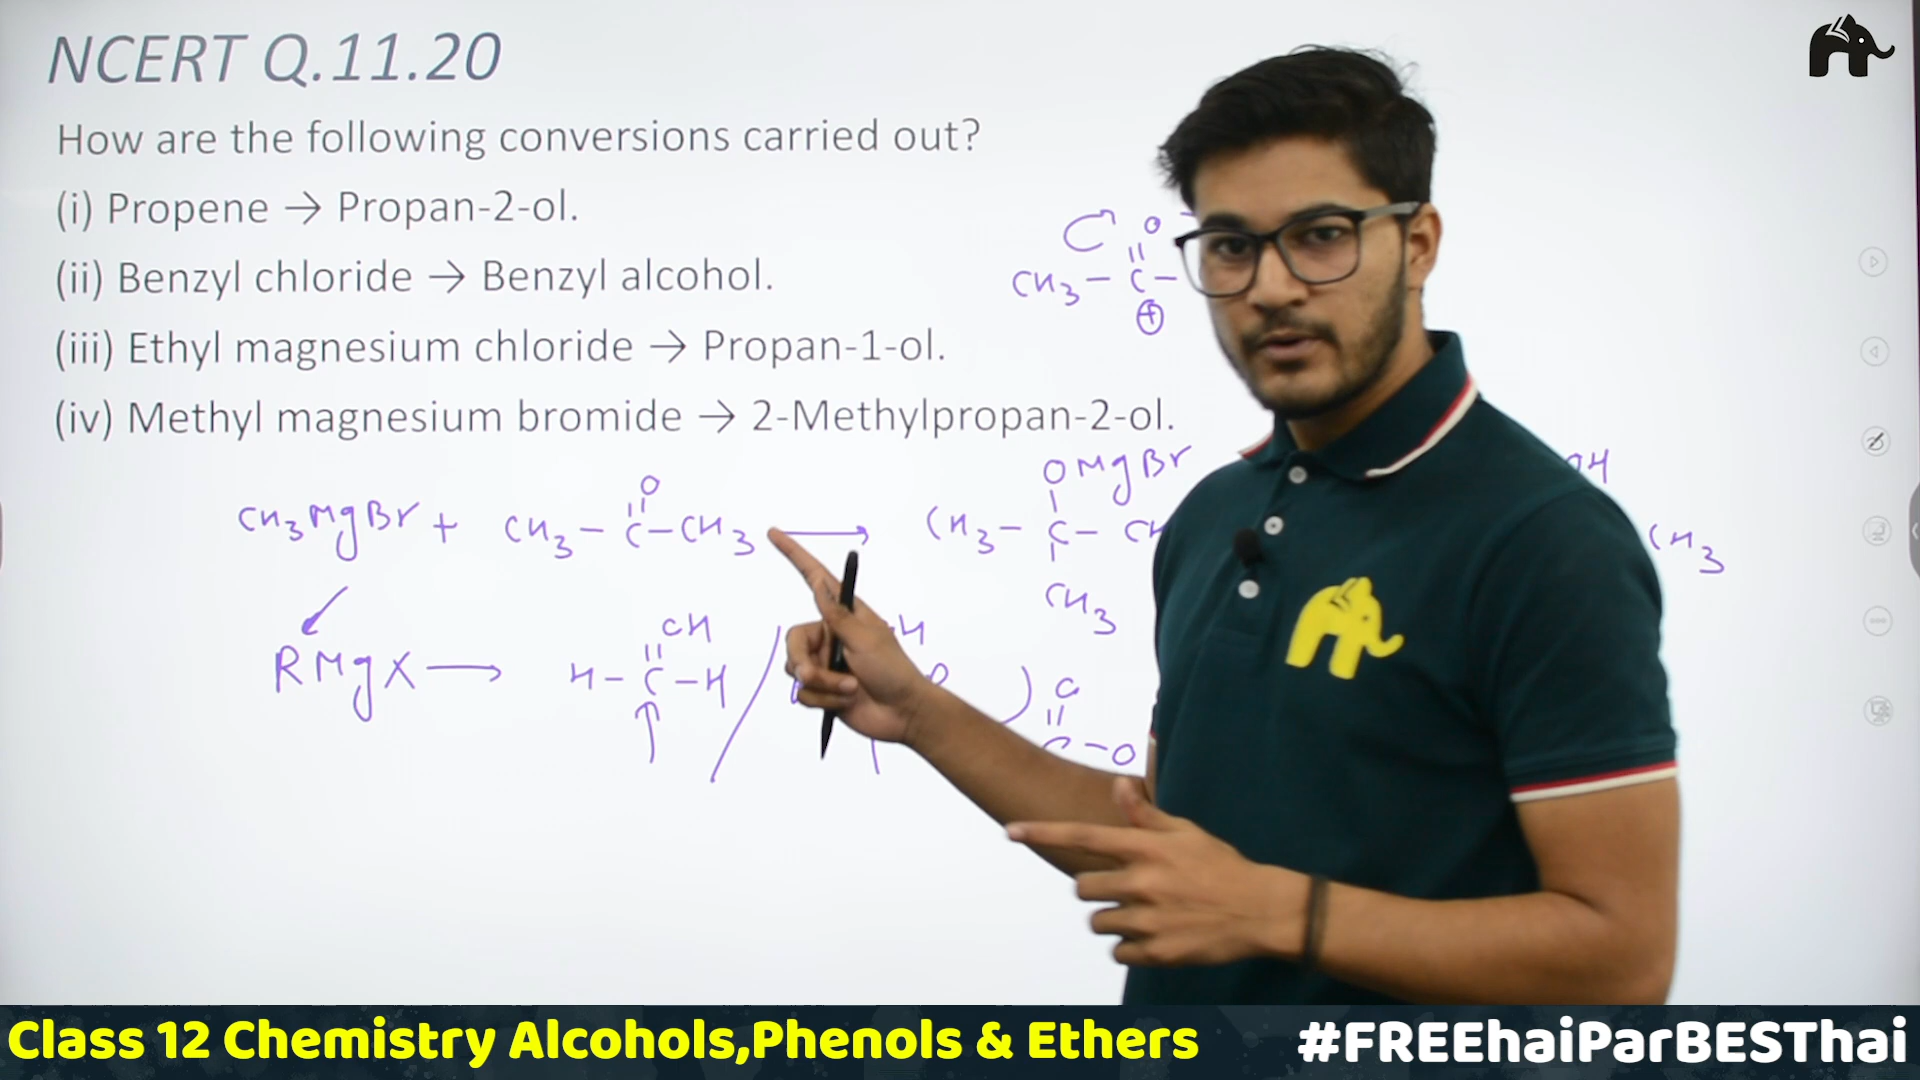 NCERT Q.11.20
How are the following conversions carried out?
(i) Propene → Propan-2-ol.
(ii) Benzyl chloride → Benzyl alcohol.
(iii) Ethyl magnesium chloride → Propan-1-ol.
(iv) Methyl magnesium bromide → 2-Methylpropan-2-ol.
O
CH3 – C –
+
OMgBr
OH
O
CH3MgBr + CH3 – C – CH3 → CH3 – C –
CH3
CH3
RMgX → H – C – H
C – O
Class 12 Chemistry Alcohols,Phenols & Ethers
#FREEhaiParBESThai